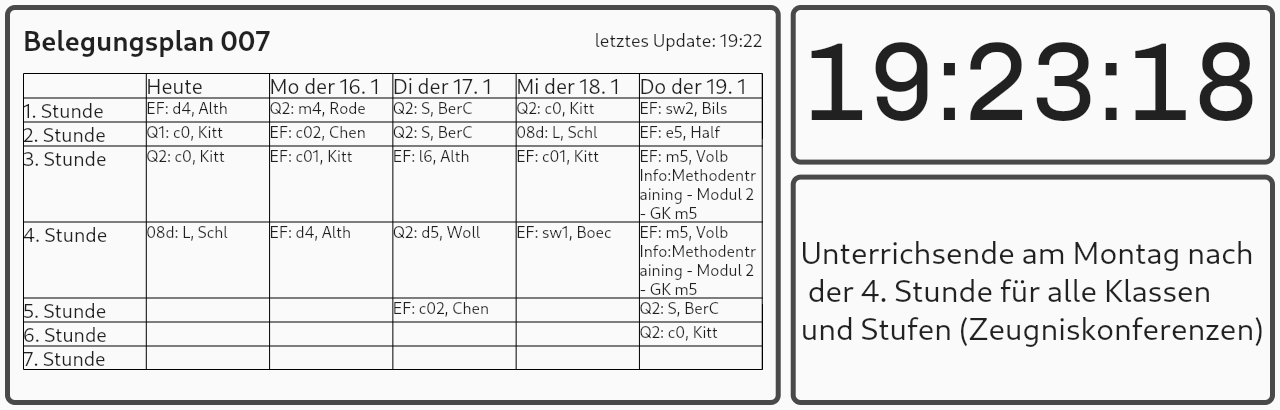 Belegungsplan 007
letztes Update: 19:22
Heute Mo der 16. 1 Di der 17. 1 Mi der 18. 1 Do der 19. 1
1. Stunde EF: d4, Alth Q2: m4, Rode Q2: S, BerC Q2: c0, Kitt EF: sw2, Bils
2. Stunde Q1: c0, Kitt EF: c02, Chen Q2: S, BerC 08d: L, Schl EF: e5, Half
3. Stunde Q2: c0, Kitt EF: c01, Kitt EF: l6, Alth EF: c01, Kitt EF: m5, Volb
Info:Methodentr
aining - Modul 2
- GK m5
4. Stunde 08d: L, Schl EF: d4, Alth Q2: d5, Woll EF: sw1, Boec EF: m5, Volb
Info:Methodentr
aining - Modul 2
- GK m5
5. Stunde EF: c02, Chen Q2: S, BerC
6. Stunde Q2: c0, Kitt
7. Stunde
19:23:18
Unterrichsende am Montag nach
der 4. Stunde für alle Klassen
und Stufen (Zeugniskonferenzen)